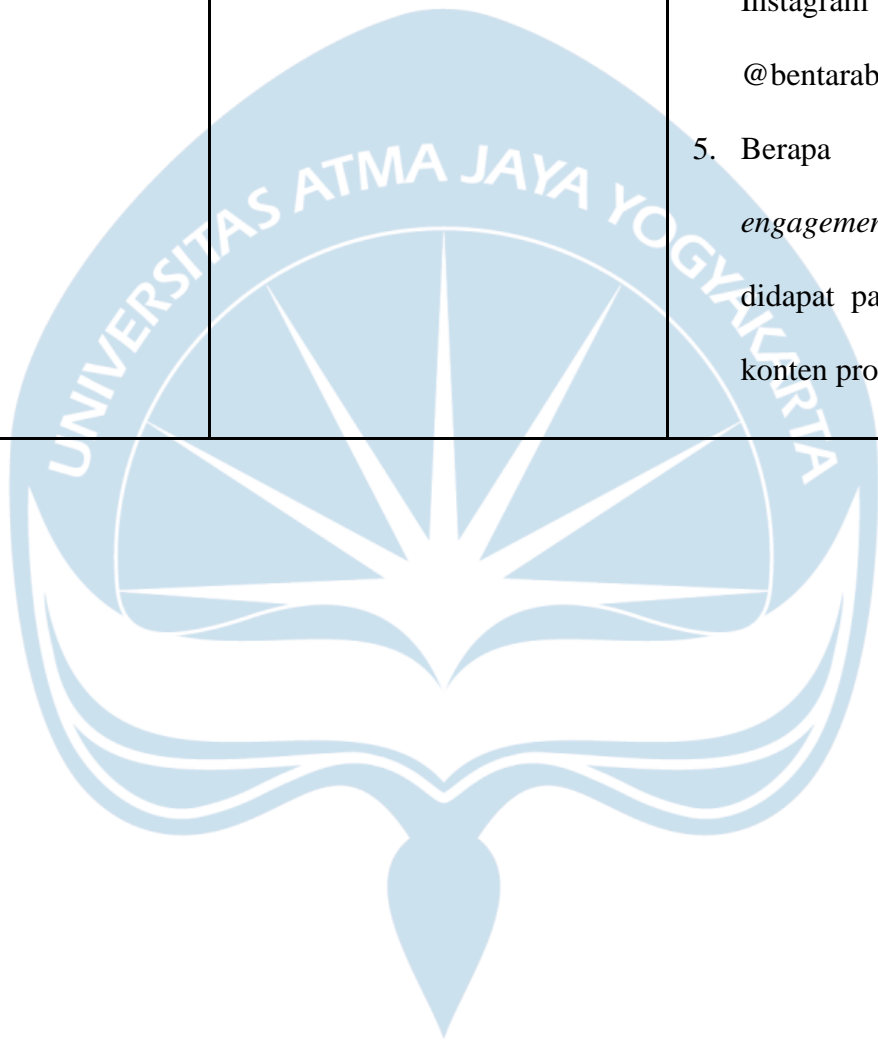 Instagram
@bentarab
5. Berapa
engagemen
didapat pa
konten pro
UNIVERSITAS ATMA JAYA YOGYAKARTA